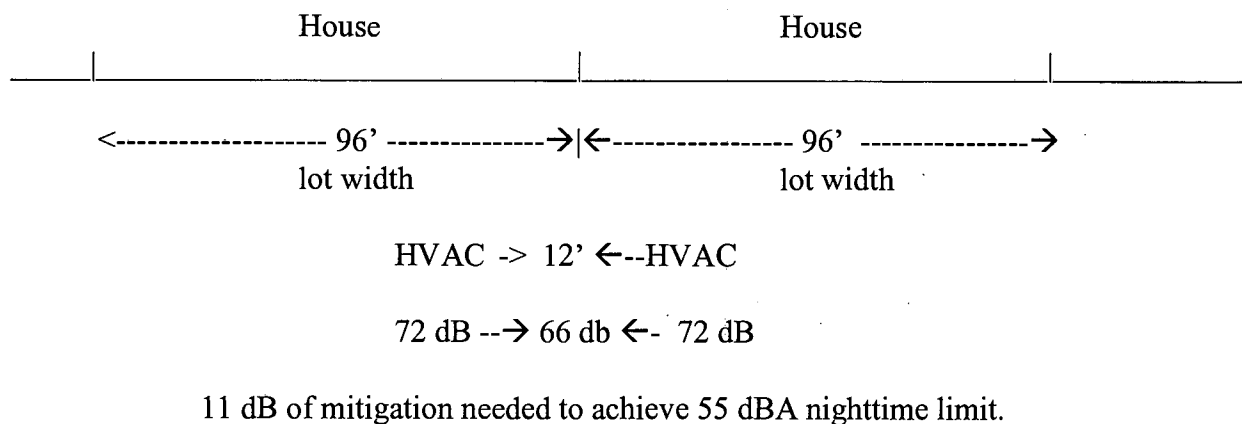 House House
<------------------- 96’ ---------------→|←---------------- 96’ -----------------→
lot width lot width
HVAC -> 12’ ←--HVAC
72 dB --→ 66 db ←- 72 dB
11 dB of mitigation needed to achieve 55 dBA nighttime limit.